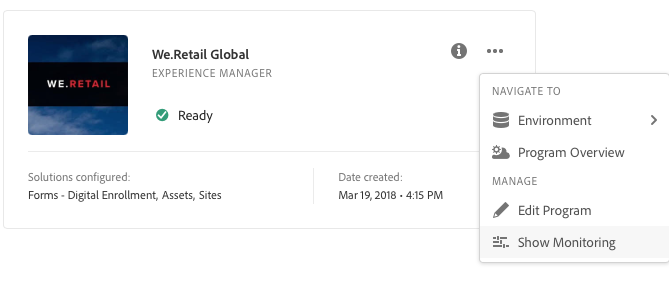 WE.RETAIL
We.Retail Global
EXPERIENCE MANAGER
Ready
Solutions configured:
Forms - Digital Enrollment, Assets, Sites
Date created:
Mar 19, 2018 • 4:15 PM
NAVIGATE TO
Environment
Program Overview
MANAGE
Edit Program
Show Monitoring